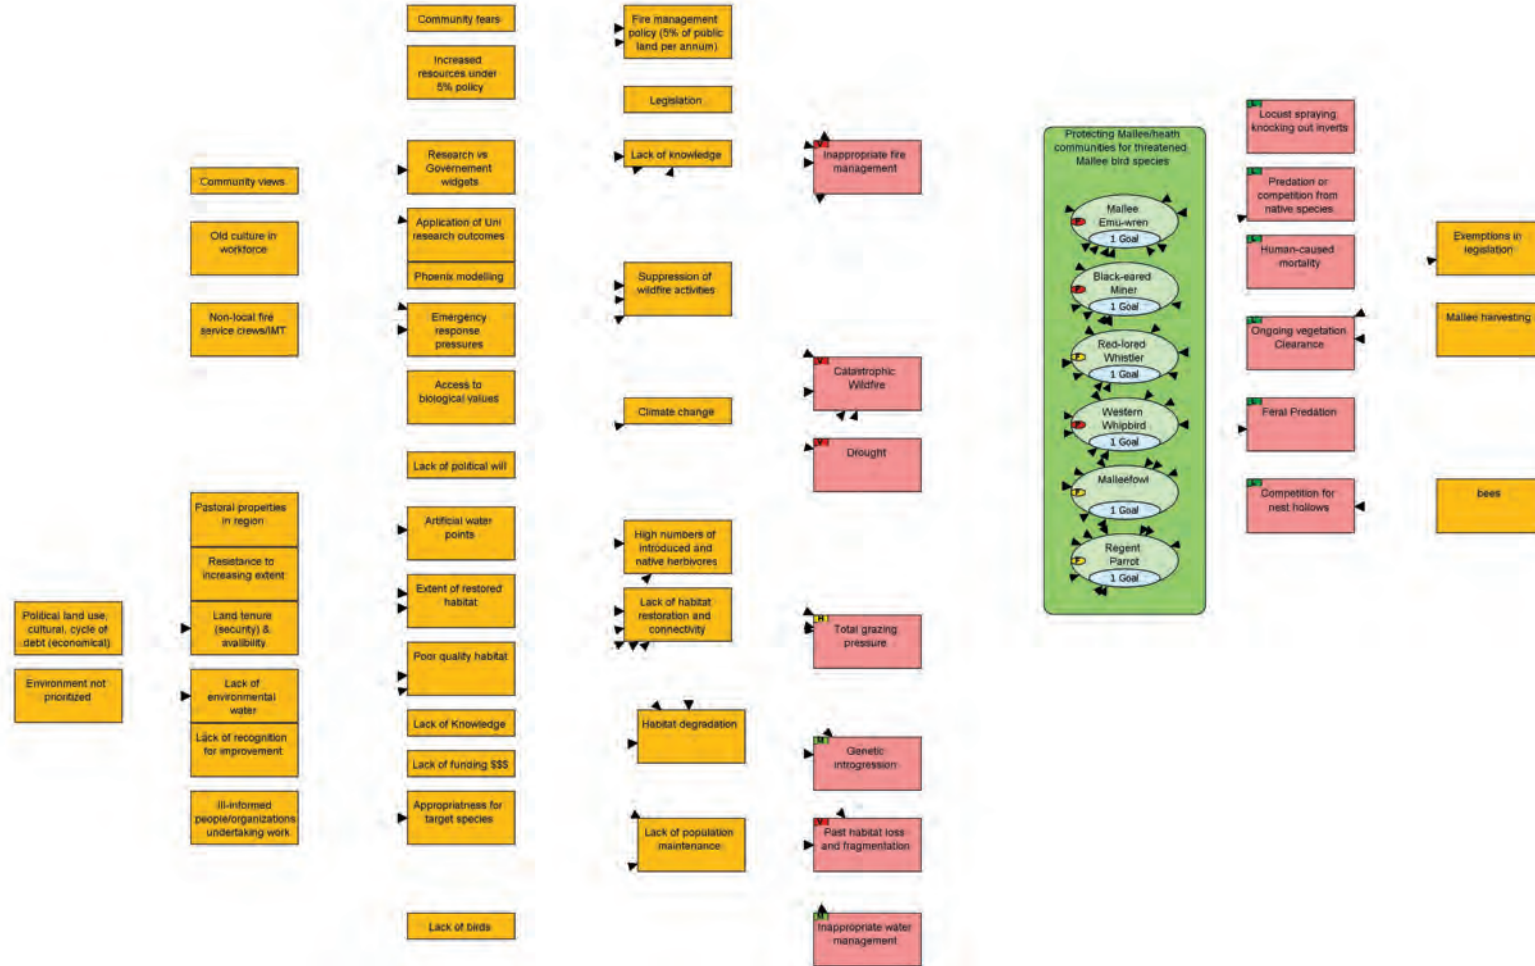 Political land use,
cultural, cycle of
debt (economical)
Environment not
prioritized
Community views
Old culture in
workforce
Non-local fire
service crews/IMT
Pastoral properties
in region
Resistance to
increasing extent
Land tenure
(security) &
avalibility
Lack of
environmental
water
Lack of recognition
for improvement
Ill-informed
people/organizations
undertaking work
Community fears
Increased
resources under
5% policy
Research vs
Governement
widgets
Application of Uni
research outcomes
Phoenix modelling
Emergency
response
pressures
Access to
biological values
Lack of political will
Artificial water
points
Extent of restored
habitat
Poor quality habitat
Lack of Knowledge
Lack of funding $$$
Appropriatness for
target species
Lack of birds
Fire management
policy (5% of public
land per annum)
Legislation
Lack of knowledge
Suppression of
wildfire activities
Climate change
High numbers of
introduced and
native herbivores
Lack of habitat
restoration and
connectivity
Habitat degradation
Lack of population
maintenance
V
Inappropriate fire
management
V
Catastrophic
Wildfire
V
Drought
H
Total grazing
pressure
M
Genetic
introgression
V
Past habitat loss
and fragmentation
M
Inappropriate water
management
Protecting Mallee/heath
communities for threatened
Mallee bird species
Mallee
Emu-wren
1 Goal
Black-eared
Miner
1 Goal
Red-lored
Whistler
1 Goal
Western
Whipbird
1 Goal
Malleefowl
1 Goal
Regent
Parrot
1 Goal
L
Locust spraying
knocking out inverts
L
Predation or
competition from
native species
L
Human-caused
mortality
L
Ongoing vegetation
Clearance
L
Feral Predation
L
Competition for
nest hollows
Exemptions in
legislation
Mallee harvesting
bees